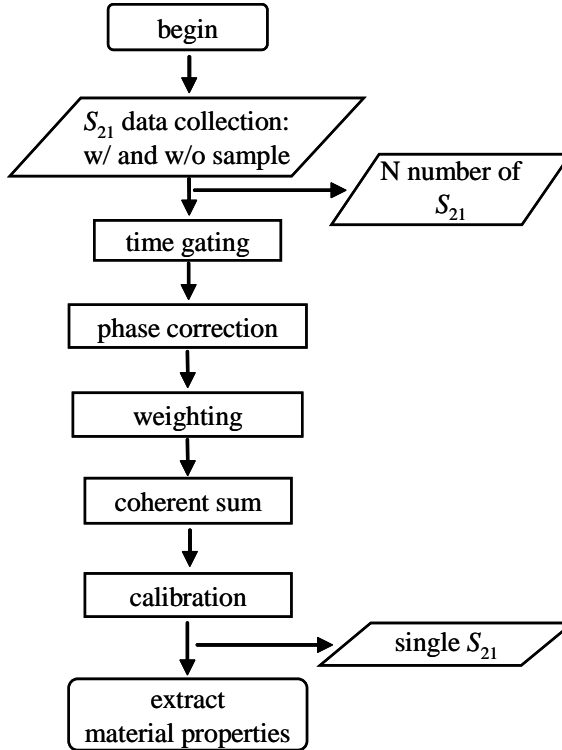 begin
S₂₁ data collection:
w/ and w/o sample
N number of
S₂₁
time gating
phase correction
weighting
coherent sum
calibration
single S₂₁
extract
material properties